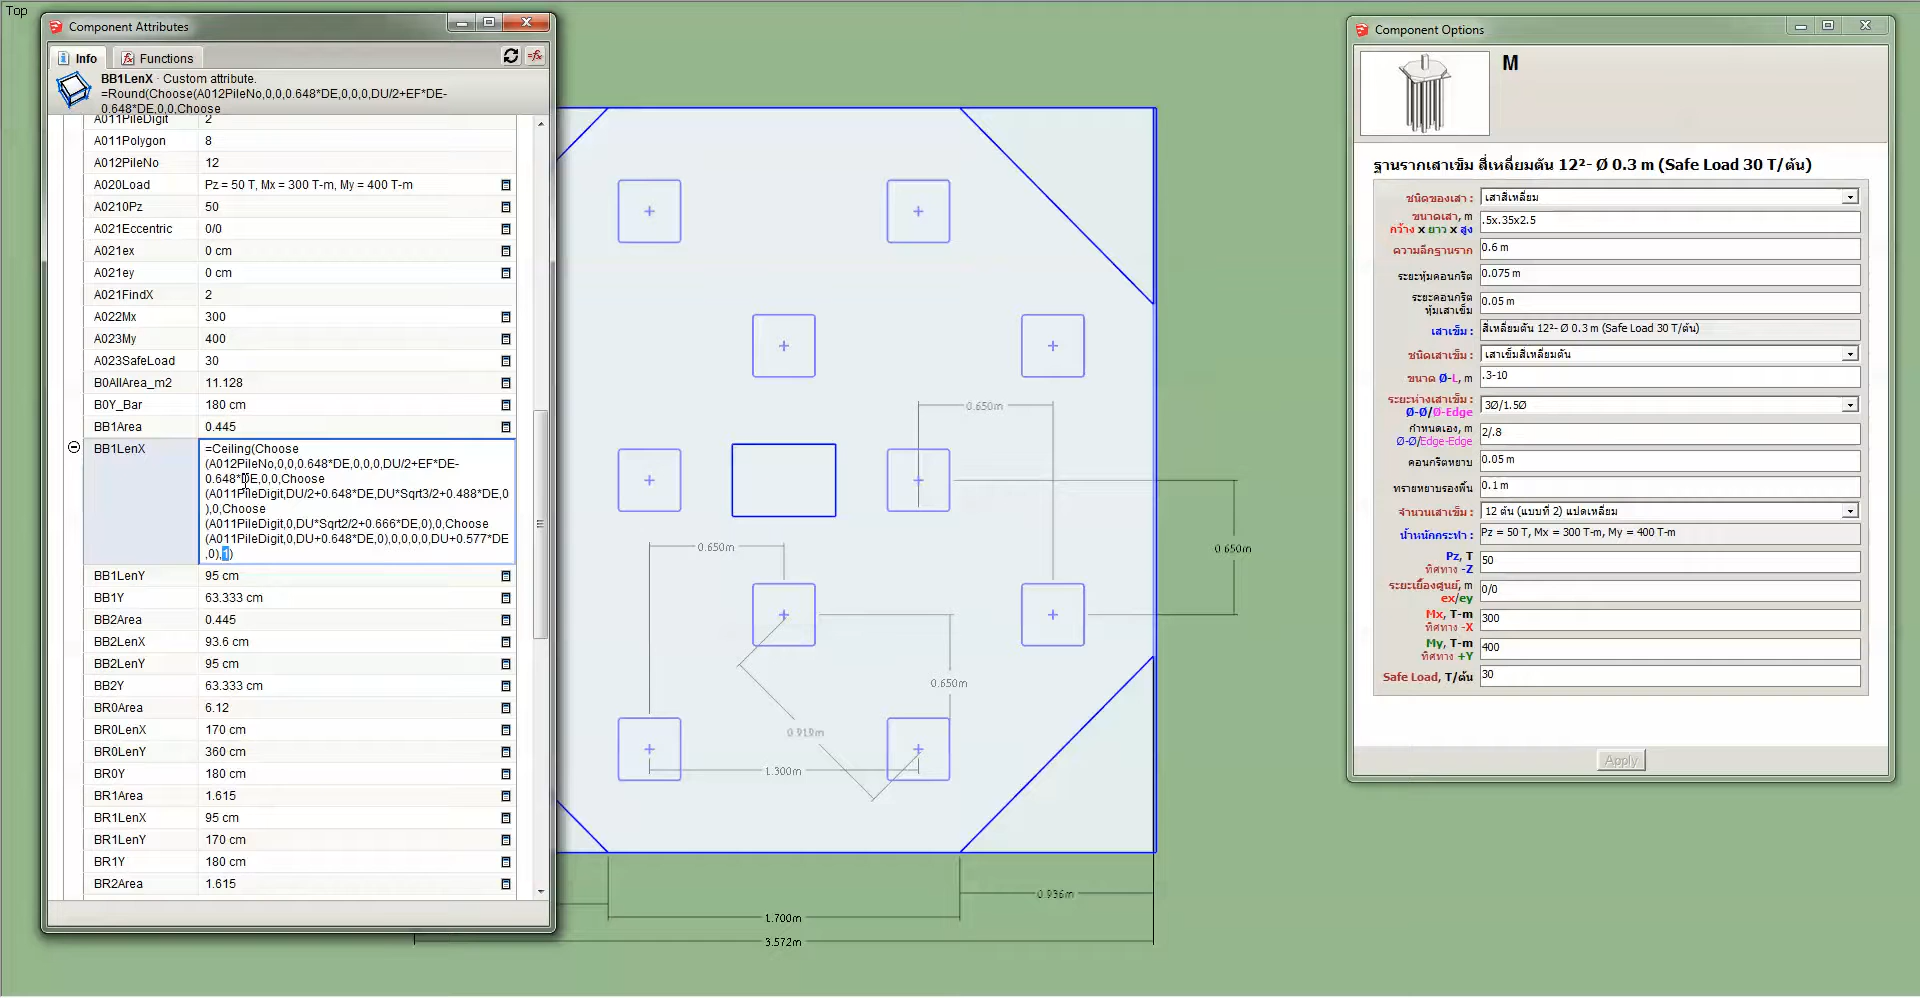 Top
Component Attributes
Info
Functions
BB1LenX - Custom attribute.
=Round(Choose(A012PileNo,0,0,0.648*DE,0,0,0,DU/2+EF*DE-
0.648*DE,0,0,Choose
A011PileDigit 2
A011Polygon 8
A012PileNo 12
A020Load Pz = 50 T, Mx = 300 T-m, My = 400 T-m
A0210Pz 50
A021Eccentric 0/0
A021ex 0 cm
A021ey 0 cm
A021FindX 2
A022Mx 300
A023My 400
A023SafeLoad 30
B0AllArea_m2 11.128
B0Y_Bar 180 cm
BB1Area 0.445
BB1LenX
=Ceiling(Choose
(A012PileNo,0,0,0.648*DE,0,0,0,DU/2+EF*DE-
0.648*DE,0,0,Choose
(A011PileDigit,DU/2+0.648*DE,DU*Sqrt3/2+0.488*DE,0
),0,Choose
(A011PileDigit,0,DU*Sqrt2/2+0.666*DE,0),0,Choose
(A011PileDigit,0,DU+0.648*DE,0),0,0,0,0,DU+0.577*DE
,0),1)
BB1LenY 95 cm
BB1Y 63.333 cm
BB2Area 0.445
BB2LenX 93.6 cm
BB2LenY 95 cm
BB2Y 63.333 cm
BR0Area 6.12
BR0LenX 170 cm
BR0LenY 360 cm
BR0Y 180 cm
BR1Area 1.615
BR1LenX 95 cm
BR1LenY 170 cm
BR1Y 180 cm
BR2Area 1.615
0.650m
0.650m
0.650m
0.650m
0.919m
1.300m
0.936m
1.700m
3.572m
Component Options
M
ฐานรากเสาเข็ม สี่เหลี่ยมตัน 12²- Ø 0.3 m (Safe Load 30 T/ต้น)
ชนิดของเสา : เสาสี่เหลี่ยม
ขนาดเสา, m
กว้าง x ยาว x สูง .5x.35x2.5
ความลึกฐานราก 0.6 m
ระยะหุ้มคอนกรีต 0.075 m
ระยะคอนกรีต
หุ้มเสาเข็ม 0.05 m
เสาเข็ม : สี่เหลี่ยมตัน 12²- Ø 0.3 m (Safe Load 30 T/ต้น)
ชนิดเสาเข็ม : เสาเข็มสี่เหลี่ยมตัน
ขนาด Ø-L, m .3-10
ระยะห่างเสาเข็ม :
Ø-Ø/Ø-Edge 3Ø/1.5Ø
กำหนดเอง, m
Ø-Ø/Edge-Edge 2/.8
คอนกรีตหยาบ 0.05 m
ทรายหยาบรองพื้น 0.1 m
จำนวนเสาเข็ม : 12 ต้น (แบบที่ 2) แปดเหลี่ยม
น้ำหนักกระทำ : Pz = 50 T, Mx = 300 T-m, My = 400 T-m
Pz, T
ทิศทาง -Z 50
ระยะเยื้องศูนย์, m
ex/ey 0/0
Mx, T-m
ทิศทาง -X 300
My, T-m
ทิศทาง +Y 400
Safe Load, T/ต้น 30
Apply